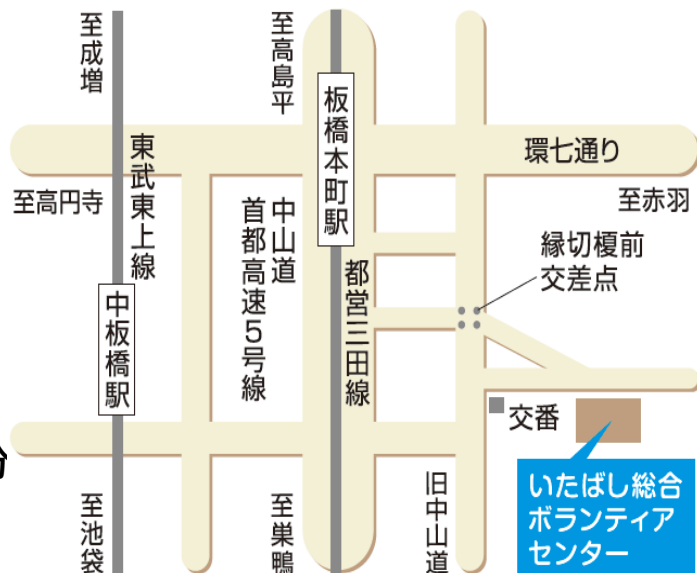 至成増
至高島平
板橋本町駅
環七通り
東武東上線
至高円寺
至赤羽
中山道
首都高速5号線
縁切榎前
交差点
都営三田線
中板橋駅
交番
分
いたばし総合
ボランティア
センター
旧中山道
至池袋
至巣鴨